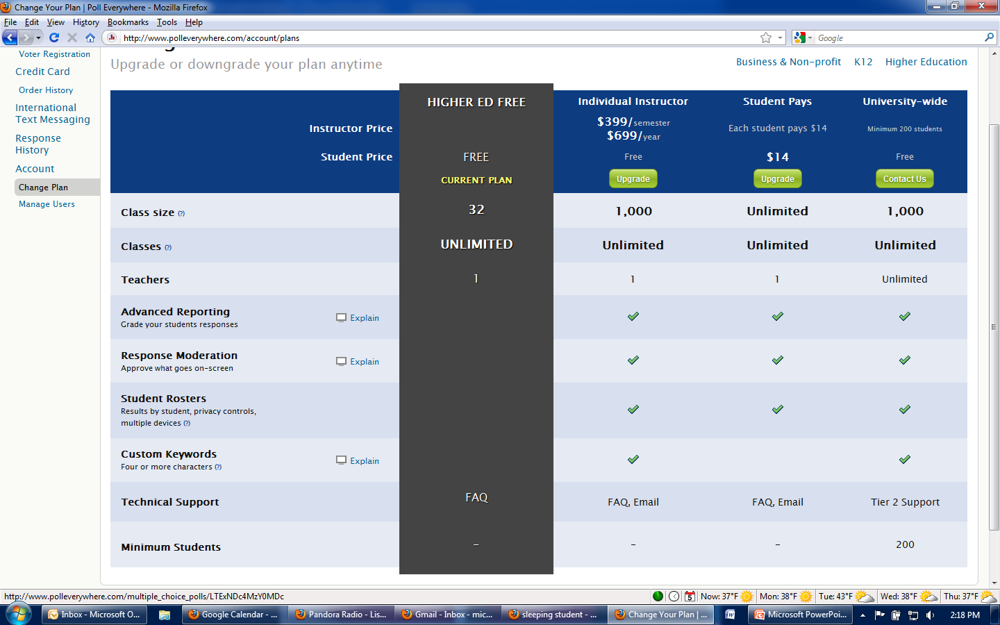 Change Your Plan | Poll Everywhere - Mozilla Firefox
File Edit View History Bookmarks Tools Help
http://www.polleverywhere.com/account/plans
Google
Voter Registration
Credit Card
Order History
International
Text Messaging
Response
History
Account
Change Plan
Manage Users
Upgrade or downgrade your plan anytime
Business & Non-profit K12 Higher Education
HIGHER ED FREE Individual Instructor Student Pays University-wide
Instructor Price $399/semester Each student pays $14 Minimum 200 students
$699/year
Student Price FREE Free $14 Free
CURRENT PLAN Upgrade Upgrade Contact Us
Class size (?) 32 1,000 Unlimited 1,000
Classes (?) UNLIMITED Unlimited Unlimited Unlimited
Teachers 1 1 1 Unlimited
Advanced Reporting
Grade your students responses
Explain
Response Moderation
Approve what goes on-screen
Explain
Student Rosters
Results by student, privacy controls,
multiple devices (?)
Custom Keywords
Four or more characters (?)
Explain
Technical Support FAQ FAQ, Email FAQ, Email Tier 2 Support
Minimum Students - - - 200
http://www.polleverywhere.com/multiple_choice_polls/LTExNDc4MzY0MDc
5 Now: 37°F Mon: 38°F Tue: 43°F Wed: 38°F Thu: 37°F
Inbox - Microsoft O... Google Calendar - ... Pandora Radio - Lis... Gmail - Inbox - mic... sleeping student - ... Change Your Plan | ... Microsoft PowerPoi... 2:18 PM